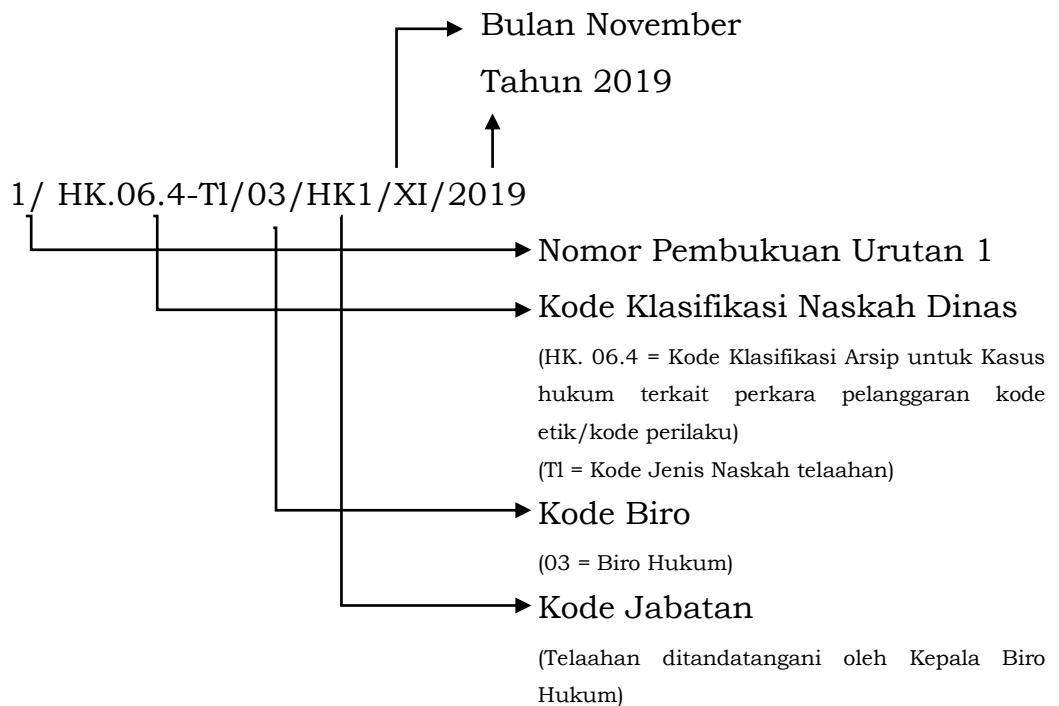 Bulan November
Tahun 2019
1/ HK.06.4-Tl/03/HK1/XI/2019
Nomor Pembukuan Urutan 1
Kode Klasifikasi Naskah Dinas
(HK. 06.4 = Kode Klasifikasi Arsip untuk Kasus
hukum terkait perkara pelanggaran kode
etik/kode perilaku)
(Tl = Kode Jenis Naskah telaahan)
Kode Biro
(03 = Biro Hukum)
Kode Jabatan
(Telaahan ditandatangani oleh Kepala Biro
Hukum)